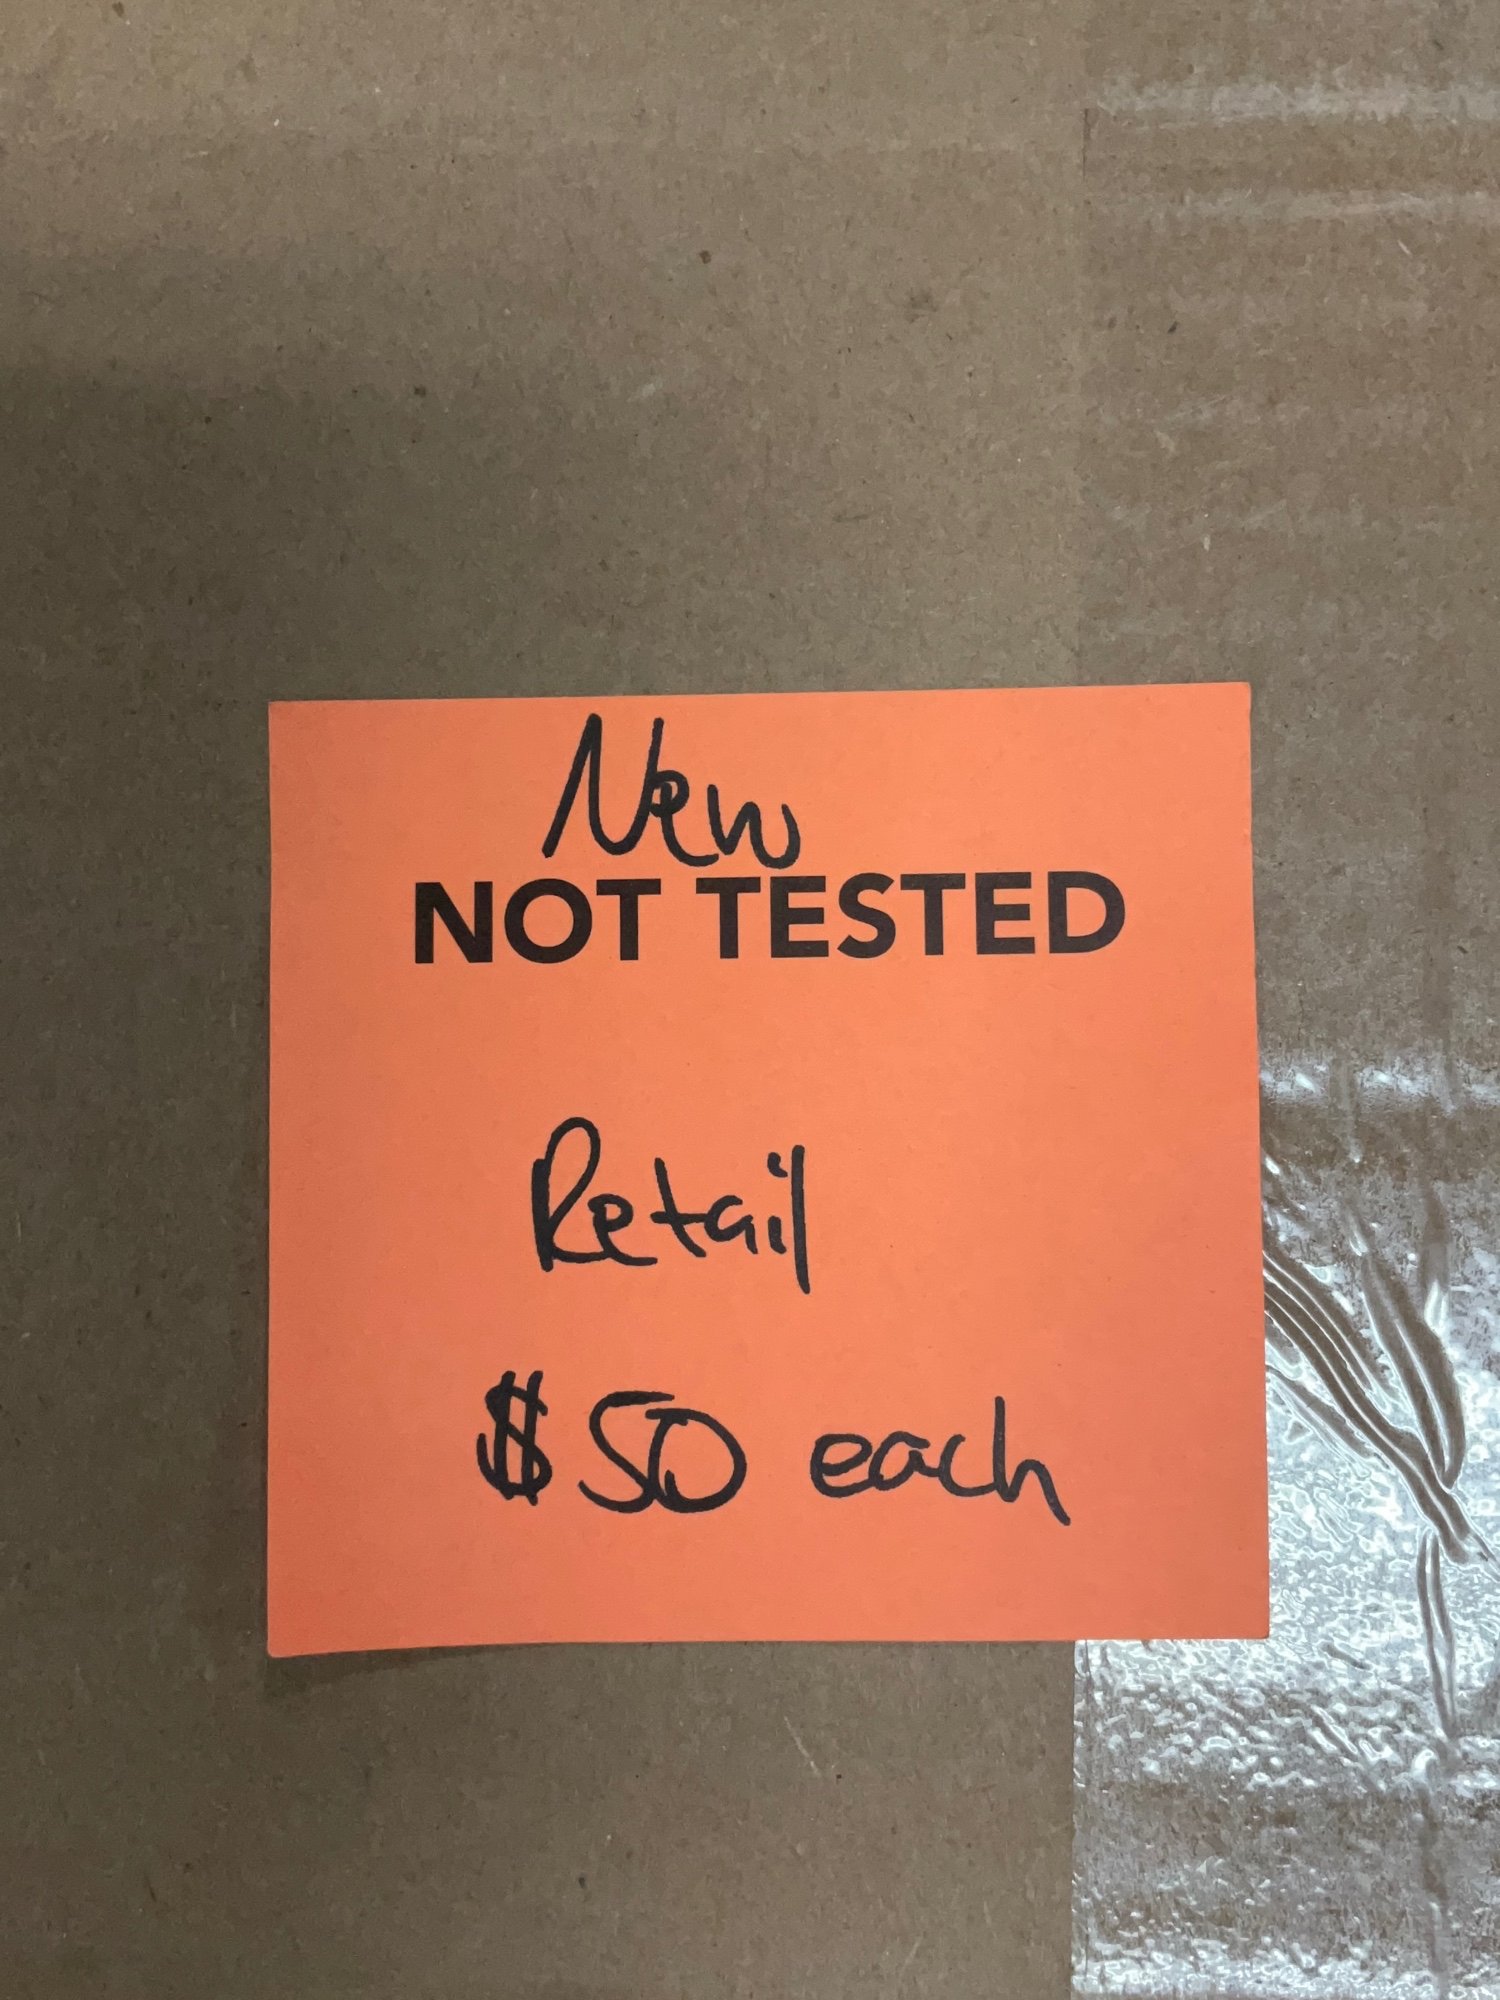 New
NOT TESTED
Retail
$50 each